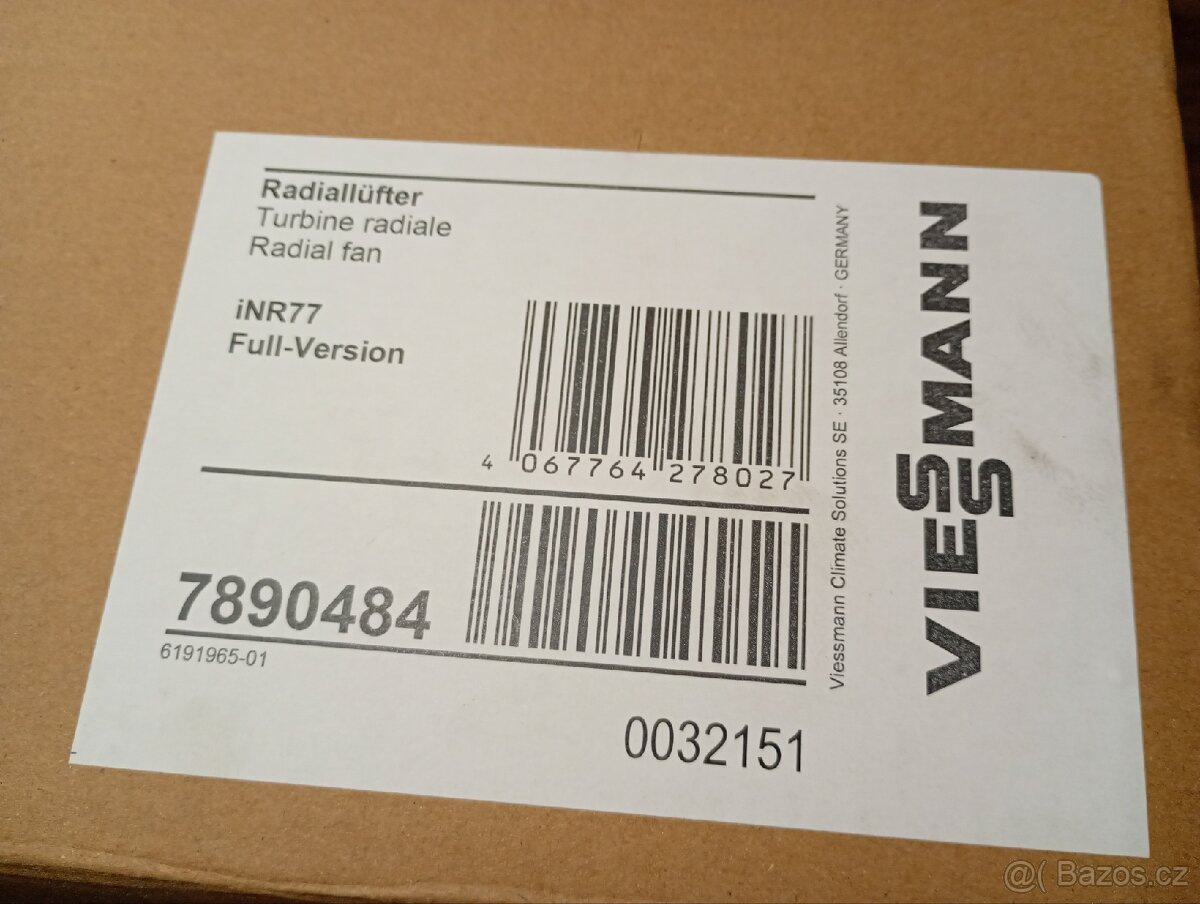 Radiallüfter
Turbine radiale
Radial fan
iNR77
Full-Version
4 067764 278027
7890484
6191965-01
0032151
Viessmann Climate Solutions SE · 35108 Allendorf · GERMANY
VIESSMANN
@( Bazos.cz